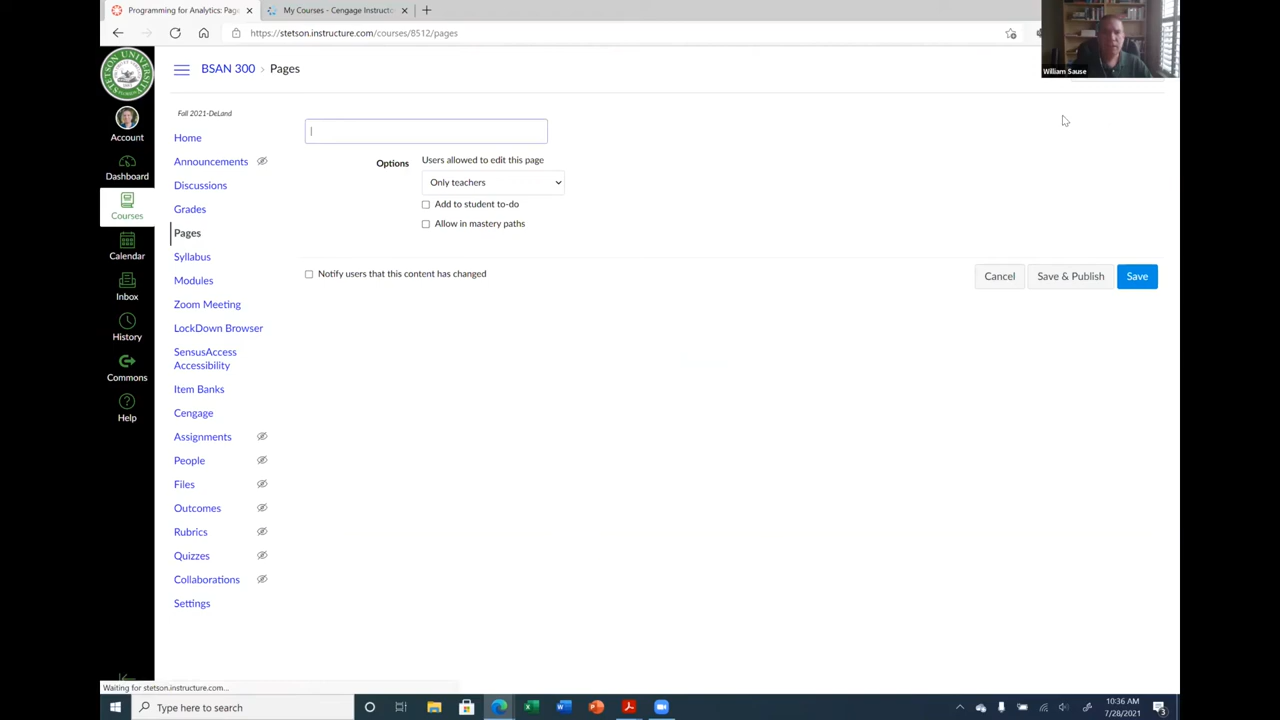 Programming for Analytics: Pag
My Courses - Cengage Instructo
https://stetson.instructure.com/courses/8512/pages
William Sause
STETSON UNIVERSITY
BSAN 300 › Pages
Fall 2021-DeLand
Account
Dashboard
Courses
Calendar
Inbox
History
Commons
Help
Home
Announcements
Discussions
Grades
Pages
Syllabus
Modules
Zoom Meeting
LockDown Browser
SensusAccess
Accessibility
Item Banks
Cengage
Assignments
People
Files
Outcomes
Rubrics
Quizzes
Collaborations
Settings
Options
Users allowed to edit this page
Only teachers
Add to student to-do
Allow in mastery paths
Notify users that this content has changed
Cancel
Save & Publish
Save
Waiting for stetson.instructure.com...
Type here to search
10:36 AM
7/28/2021
3